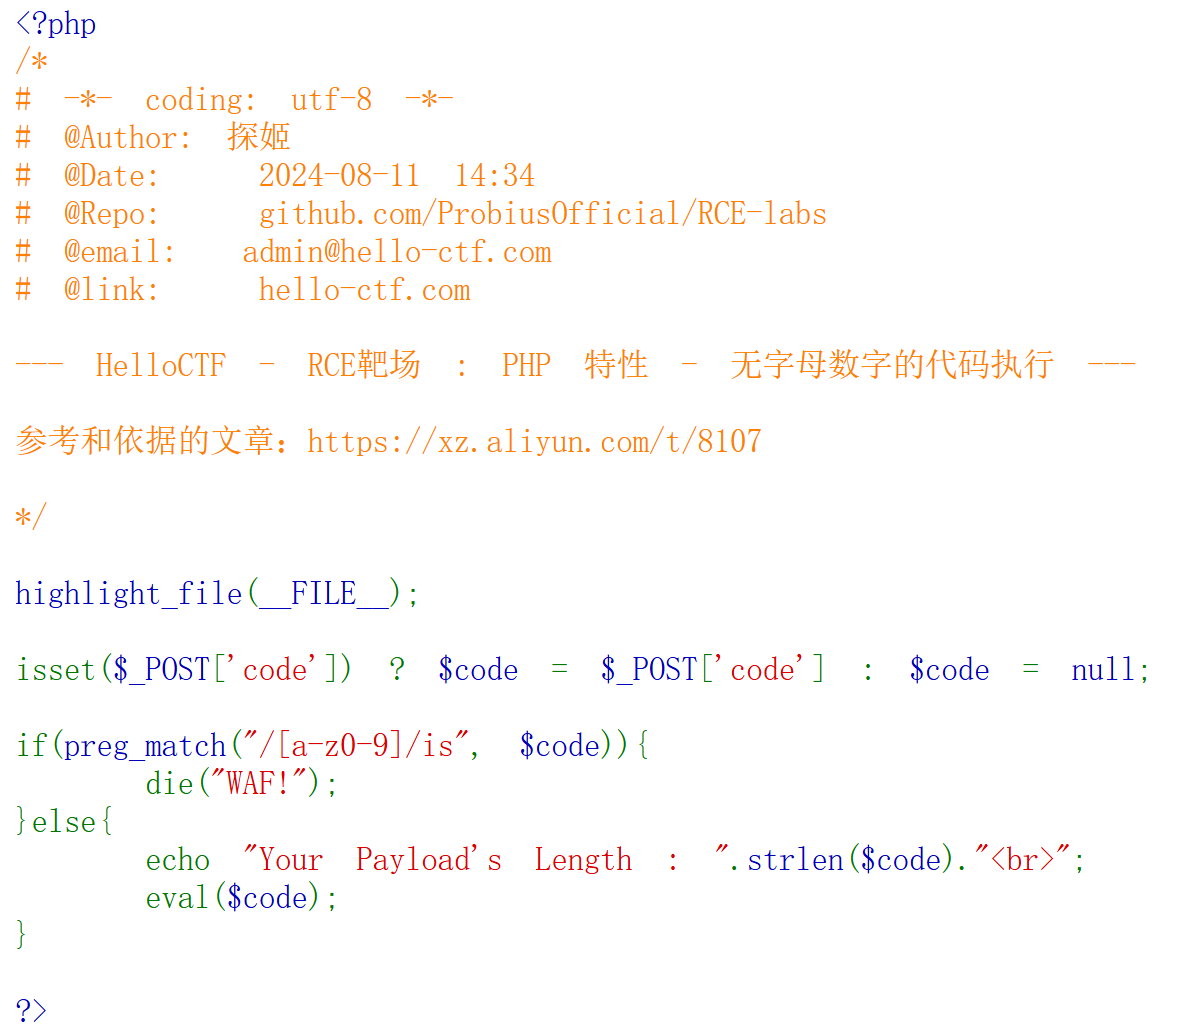 <?php
/*
# -*- coding: utf-8 -*-
# @Author: 探姬
# @Date:   2024-08-11 14:34
# @Repo:   github.com/ProbiusOfficial/RCE-labs
# @email:  admin@hello-ctf.com
# @link:   hello-ctf.com
--- HelloCTF - RCE靶场 : PHP 特性 - 无字母数字的代码执行 ---
参考和依据的文章：https://xz.aliyun.com/t/8107
*/
highlight_file(__FILE__);
isset($_POST['code']) ? $code = $_POST['code'] : $code = null;
if(preg_match("/[a-z0-9]/is", $code)){
    die("WAF!");
}else{
    echo "Your Payload's Length : ".strlen($code)."<br>";
    eval($code);
}
?>